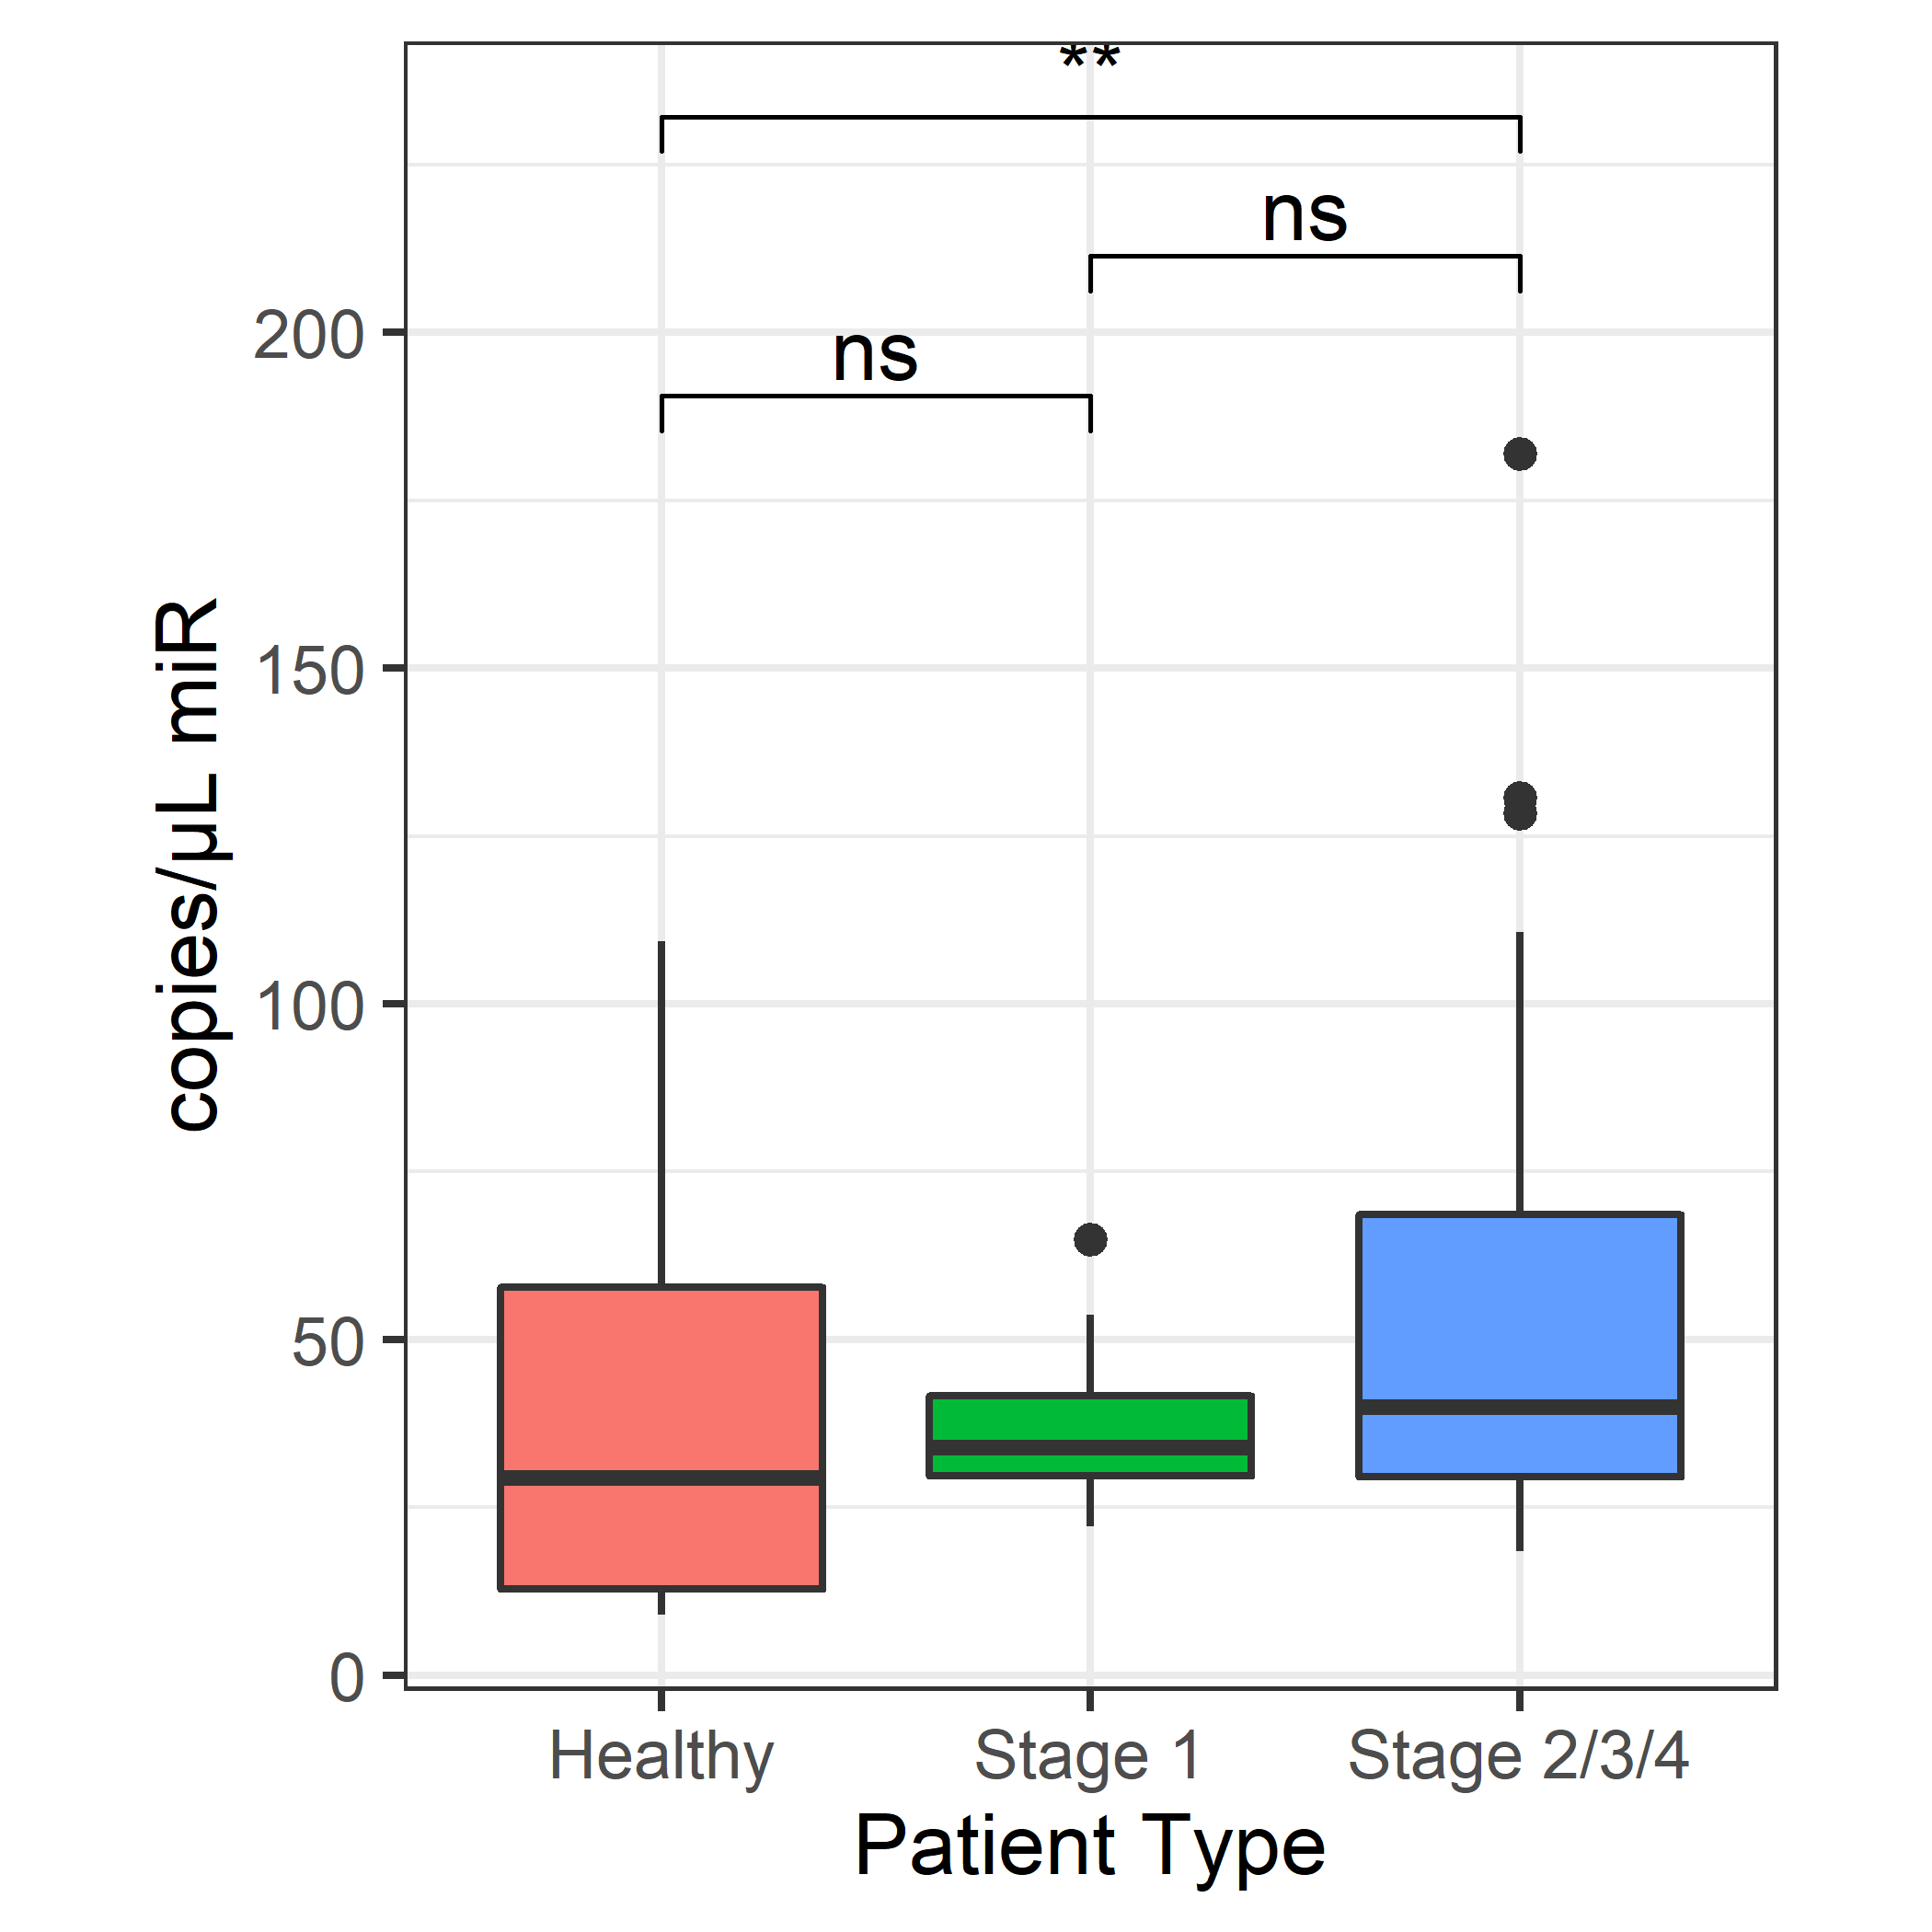 **
ns
ns
200
150
100
50
0
copies/µL miR
Healthy
Stage 1
Stage 2/3/4
Patient Type